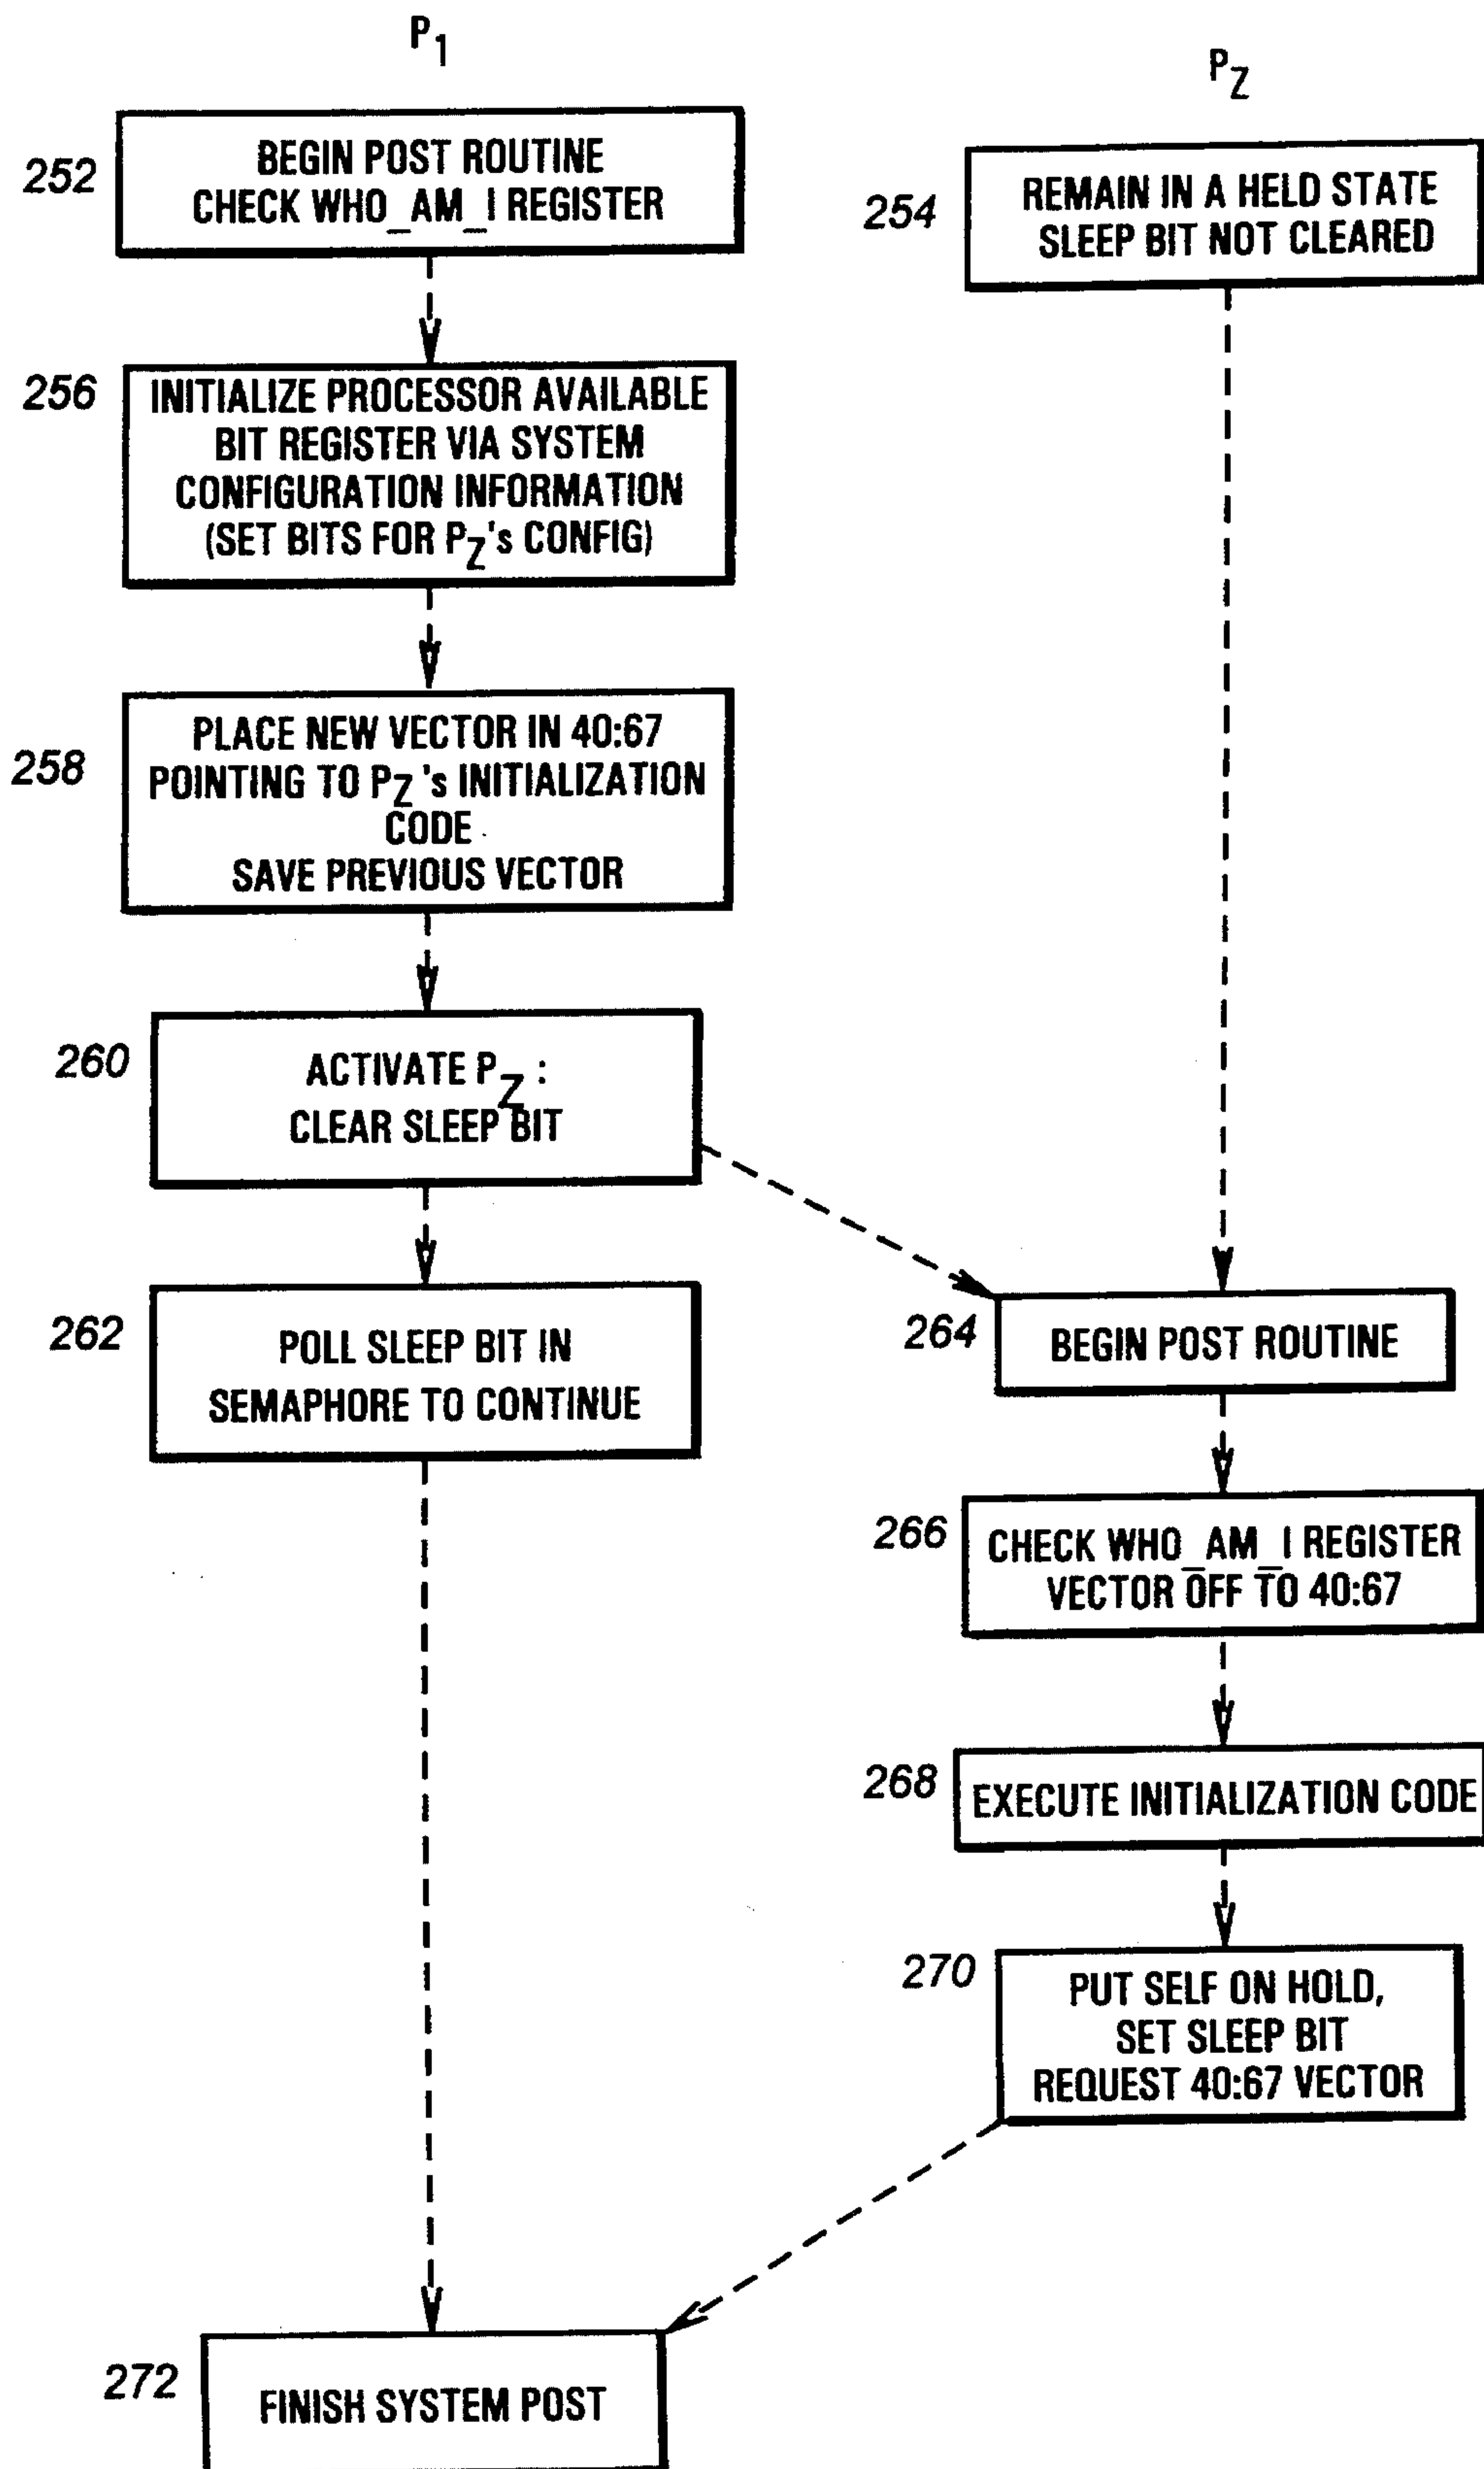 P1
PZ
252
BEGIN POST ROUTINE
CHECK WHO_AM_I REGISTER
254
REMAIN IN A HELD STATE
SLEEP BIT NOT CLEARED
256
INITIALIZE PROCESSOR AVAILABLE
BIT REGISTER VIA SYSTEM
CONFIGURATION INFORMATION
(SET BITS FOR PZ's CONFIG)
258
PLACE NEW VECTOR IN 40:67
POINTING TO PZ's INITIALIZATION
CODE
SAVE PREVIOUS VECTOR
260
ACTIVATE PZ :
CLEAR SLEEP BIT
262
POLL SLEEP BIT IN
SEMAPHORE TO CONTINUE
264
BEGIN POST ROUTINE
266
CHECK WHO_AM_I REGISTER
VECTOR OFF TO 40:67
268
EXECUTE INITIALIZATION CODE
270
PUT SELF ON HOLD,
SET SLEEP BIT
REQUEST 40:67 VECTOR
272
FINISH SYSTEM POST